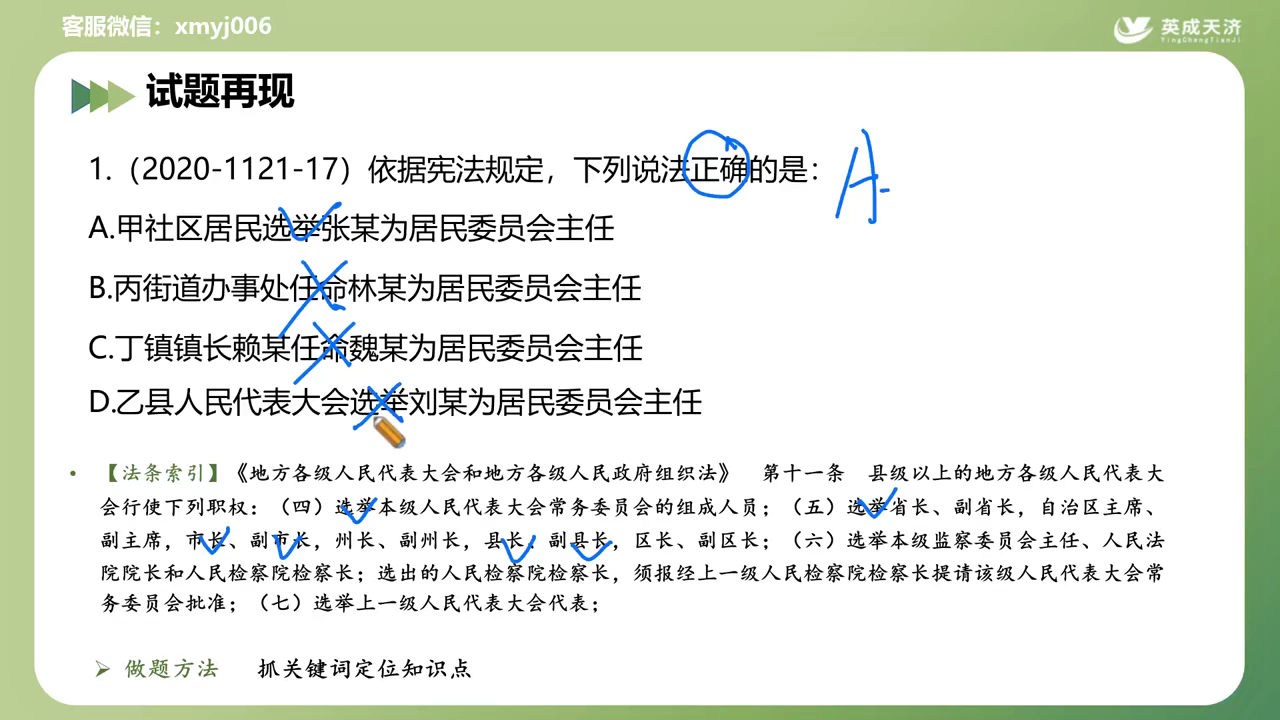 客服微信：xmyj006
英成天济
YingChengTianJi
试题再现
1.（2020-1121-17）依据宪法规定，下列说法正确的是：
A
A.甲社区居民选举张某为居民委员会主任
B.丙街道办事处任命林某为居民委员会主任
C.丁镇镇长赖某任命魏某为居民委员会主任
D.乙县人民代表大会选举刘某为居民委员会主任
• 【法条索引】《地方各级人民代表大会和地方各级人民政府组织法》 第十一条 县级以上的地方各级人民代表大
会行使下列职权：（四）选举本级人民代表大会常务委员会的组成人员；（五）选举省长、副省长，自治区主席、
副主席，市长、副市长，州长、副州长，县长、副县长，区长、副区长；（六）选举本级监察委员会主任、人民法
院院长和人民检察院检察长；选出的人民检察院检察长，须报经上一级人民检察院检察长提请该级人民代表大会常
务委员会批准；（七）选举上一级人民代表大会代表；
➢ 做题方法 抓关键词定位知识点